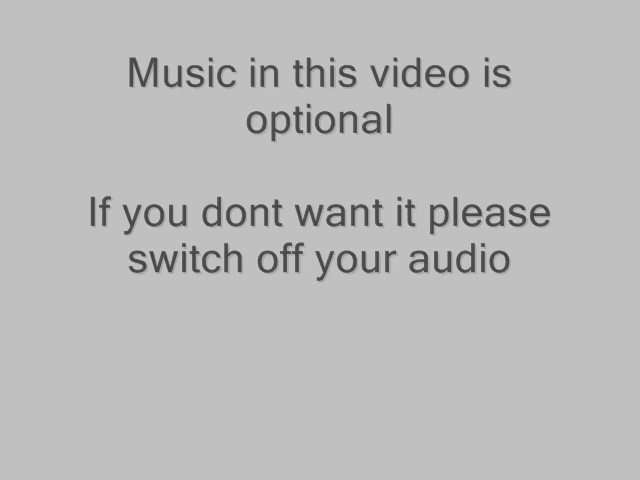 Music in this video is
optional
If you dont want it please
switch off your audio